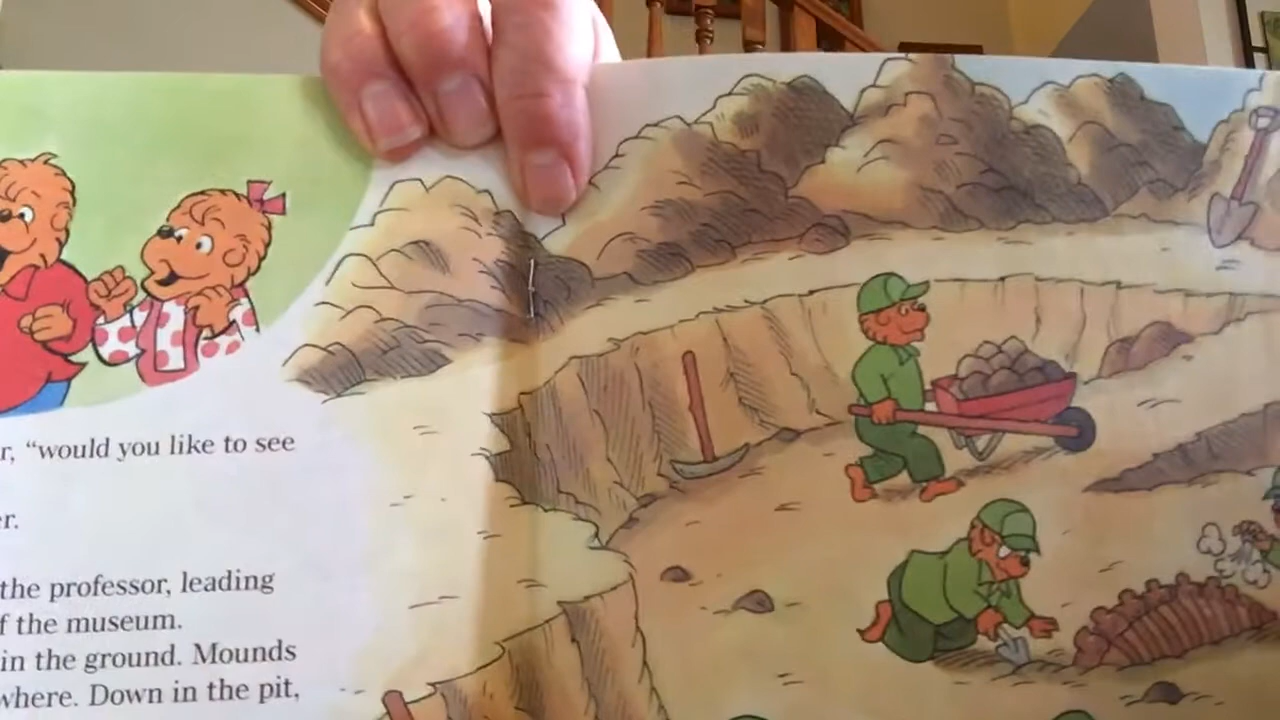 r, “would you like to see
er.
the professor, leading
f the museum.
in the ground. Mounds
where. Down in the pit,